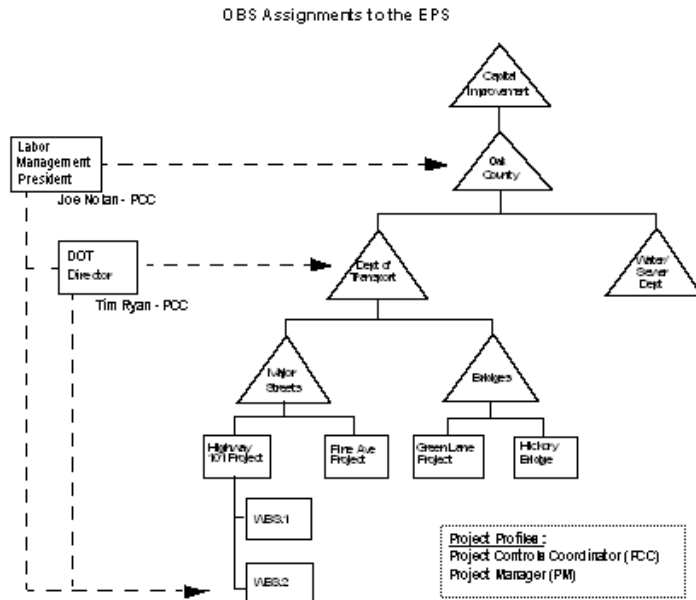 OBS Assignments to the EPS
Capital
Improvement
Labor
Management
President
Oak
County
Joe Nolan - PCC
DOT
Director
Dept of
Transport
Water/
Sewer
Dept
Tim Ryan - PCC
Major
Streets
Bridges
Highway
101 Project
Pine Ave
Project
Green Lane
Project
Hickory
Bridge
WBS.1
WBS.2
Project Profiles :
Project Controls Coordinator (PCC)
Project Manager (PM)